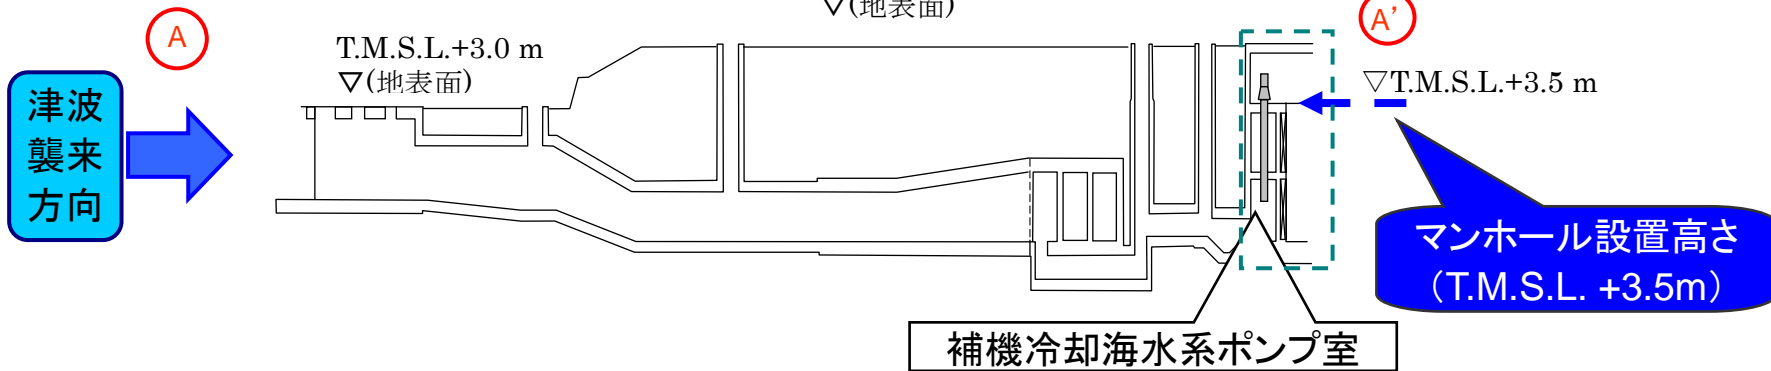 ▽(地表面)
A
A'
T.M.S.L.+3.0 m
▽(地表面)
▽T.M.S.L.+3.5 m
津波
襲来
方向
マンホール設置高さ
（T.M.S.L. +3.5m）
補機冷却海水系ポンプ室